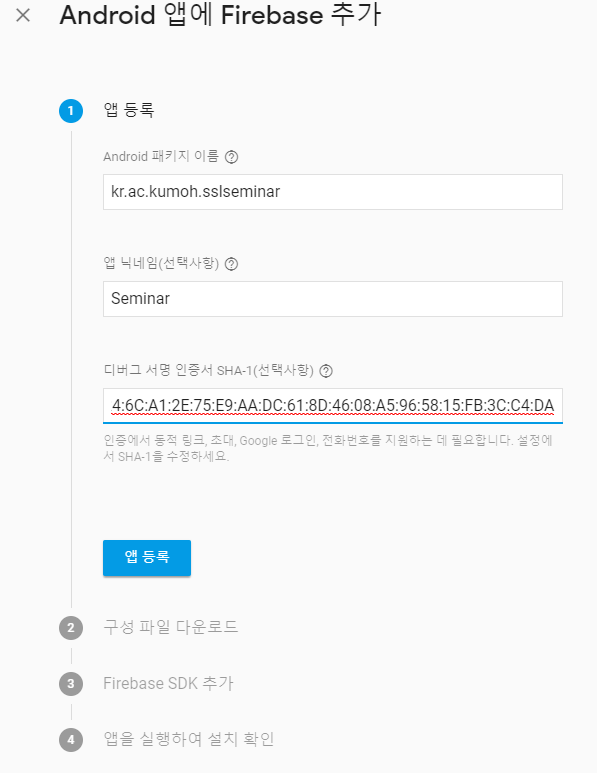 Android 앱에 Firebase 추가
1 앱 등록
Android 패키지 이름 ?
kr.ac.kumoh.sslseminar
앱 닉네임(선택사항) ?
Seminar
디버그 서명 인증서 SHA-1(선택사항) ?
4:6C:A1:2E:75:E9:AA:DC:61:8D:46:08:A5:96:58:15:FB:3C:C4:DA
인증에서 동적 링크, 초대, Google 로그인, 전화번호를 지원하는 데 필요합니다. 설정에
서 SHA-1을 수정하세요.
앱 등록
2 구성 파일 다운로드
3 Firebase SDK 추가
4 앱을 실행하여 설치 확인